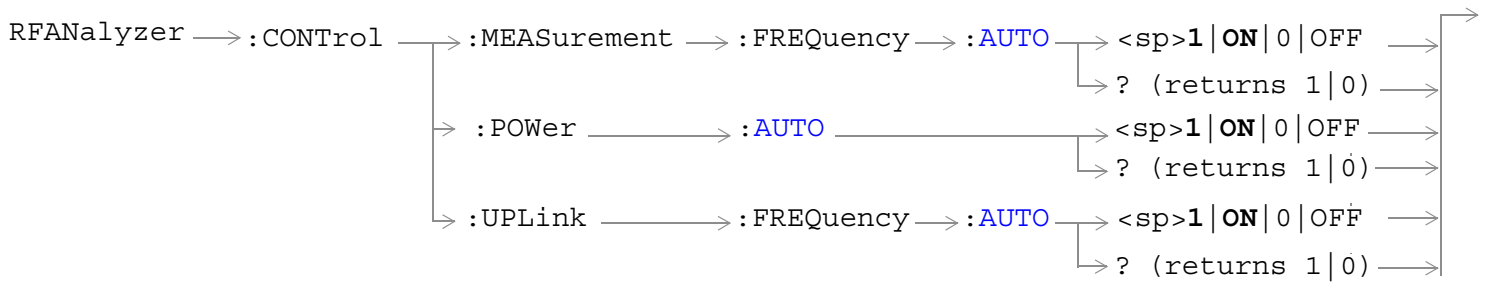 RFANalyzer :CONTrol :MEASurement :FREQuency :AUTO <sp>1|ON|0|OFF
? (returns 1|0)
:POWer :AUTO <sp>1|ON|0|OFF
? (returns 1|0)
:UPLink :FREQuency :AUTO <sp>1|ON|0|OFF
? (returns 1|0)